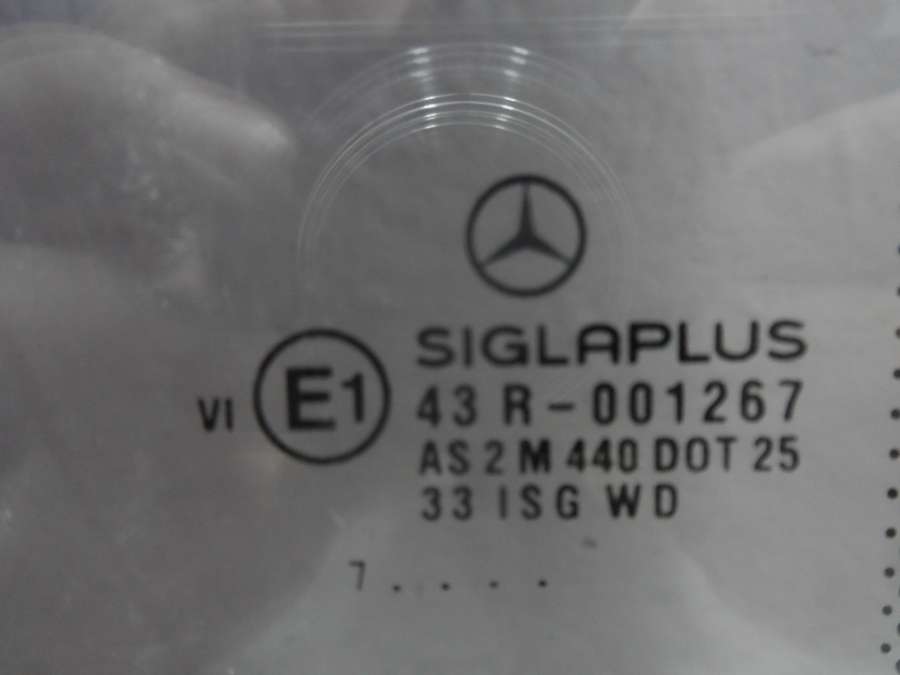 SIGLAPLUS
VI E1 43 R-001267
AS 2 M 440 DOT 25
33 ISG WD
7 . . . .